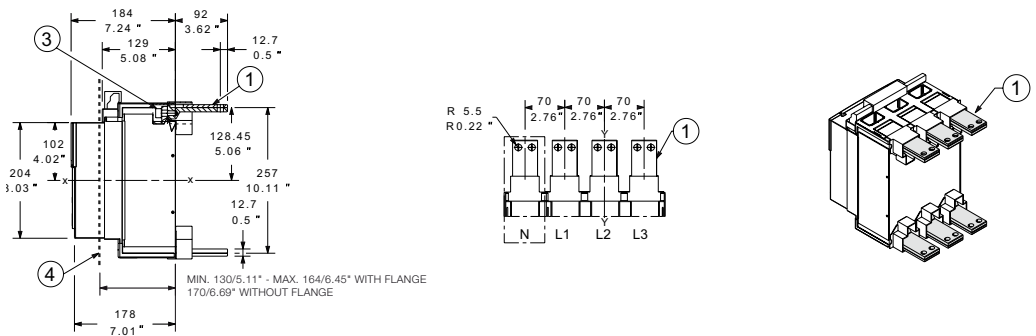 184
7.24 "
92
3.62 "
129
5.08 "
12.7
0.5 "
3
1
102
4.02"
128.45
5.06 "
204
257
10.11 "
x
x
12.7
0.5 "
4
MIN. 130/5.11" - MAX. 164/6.45" WITH FLANGE
170/6.69" WITHOUT FLANGE
178
7.01 "
R 5.5
R0.22 "
70
2.76"
70
2.76"
70
2.76"
1
Y
Y
N
L1
L2
L3
1